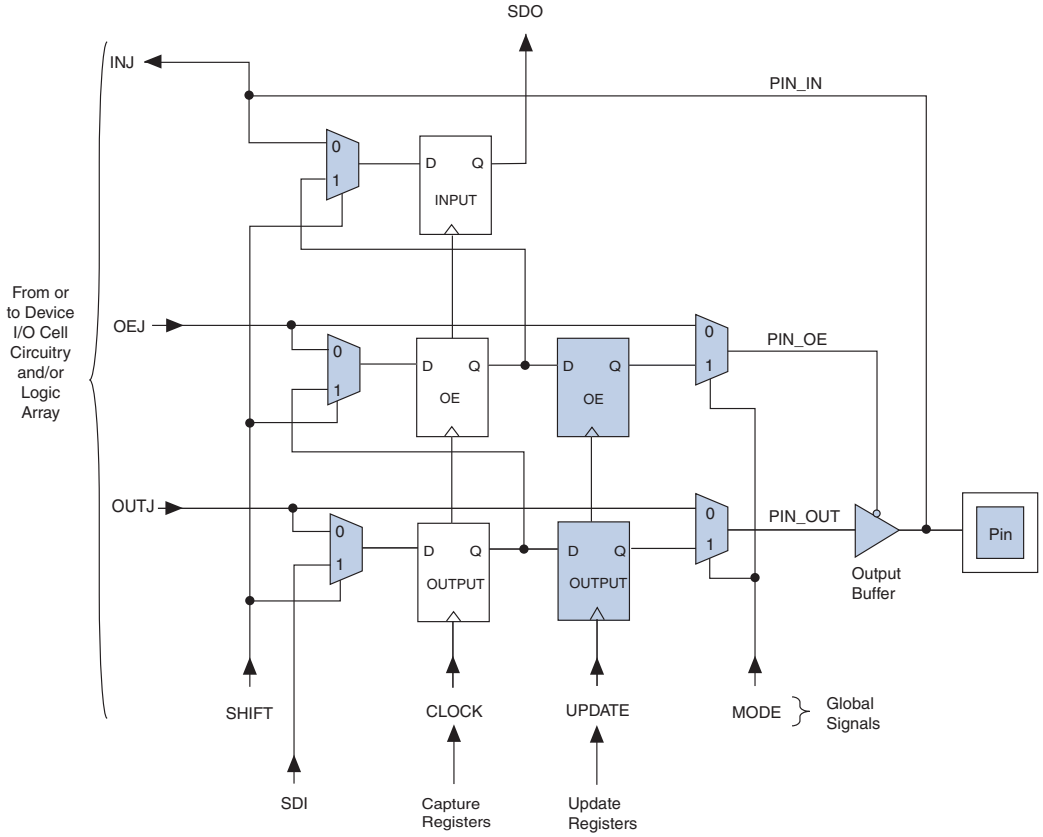 SDO
INJ
PIN_IN
0
1
D Q
INPUT
From or
to Device
I/O Cell
Circuitry
and/or
Logic
Array
OEJ
0
1
D Q
OE
D Q
OE
0
1
PIN_OE
OUTJ
0
1
D Q
OUTPUT
D Q
OUTPUT
0
1
PIN_OUT
Output
Buffer
Pin
SHIFT
CLOCK
UPDATE
MODE
Global
Signals
SDI
Capture
Registers
Update
Registers